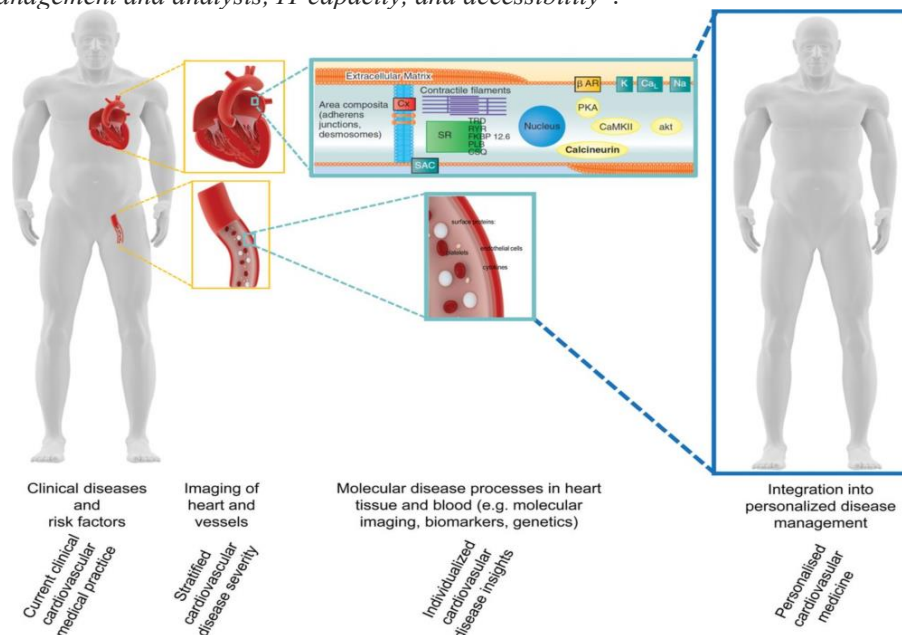 management and analysis, IT capacity, and accessibility".
Extracellular Matrix
β AR
K
CaL
Na
Area composita
(adherens
junctions,
desmosomes)
Cx
Contractile filaments
SR
TRD
RYR
FKBP 12.6
PLB
CSQ
Nucleus
PKA
CaMKII
akt
Calcineurin
SAC
surface proteins:
platelets
endothelial cells
cytokines
Clinical diseases
and
risk factors
Imaging of
heart and
vessels
Molecular disease processes in heart
tissue and blood (e.g. molecular
imaging, biomarkers, genetics)
Integration into
personalized disease
management
Current clinical
cardiovascular
medical practice
Stratified
cardiovascular
disease severity
Individualized
cardiovascular
disease insights
Personalised
cardiovascular
medicine